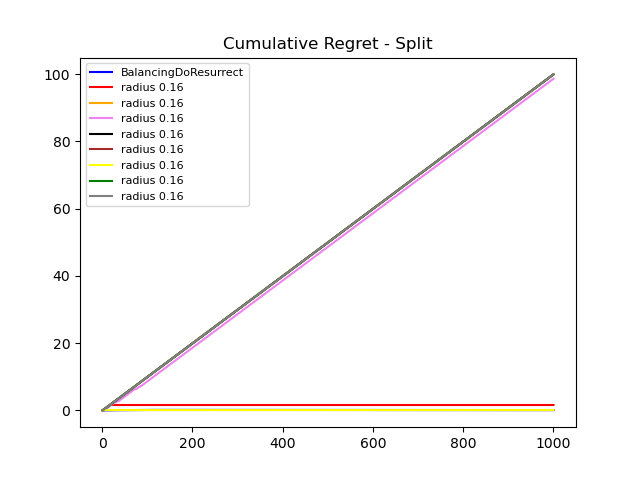 Cumulative Regret - Split
100
80
60
40
20
0
BalancingDoResurrect
radius 0.16
radius 0.16
radius 0.16
radius 0.16
radius 0.16
radius 0.16
radius 0.16
radius 0.16
0 200 400 600 800 1000